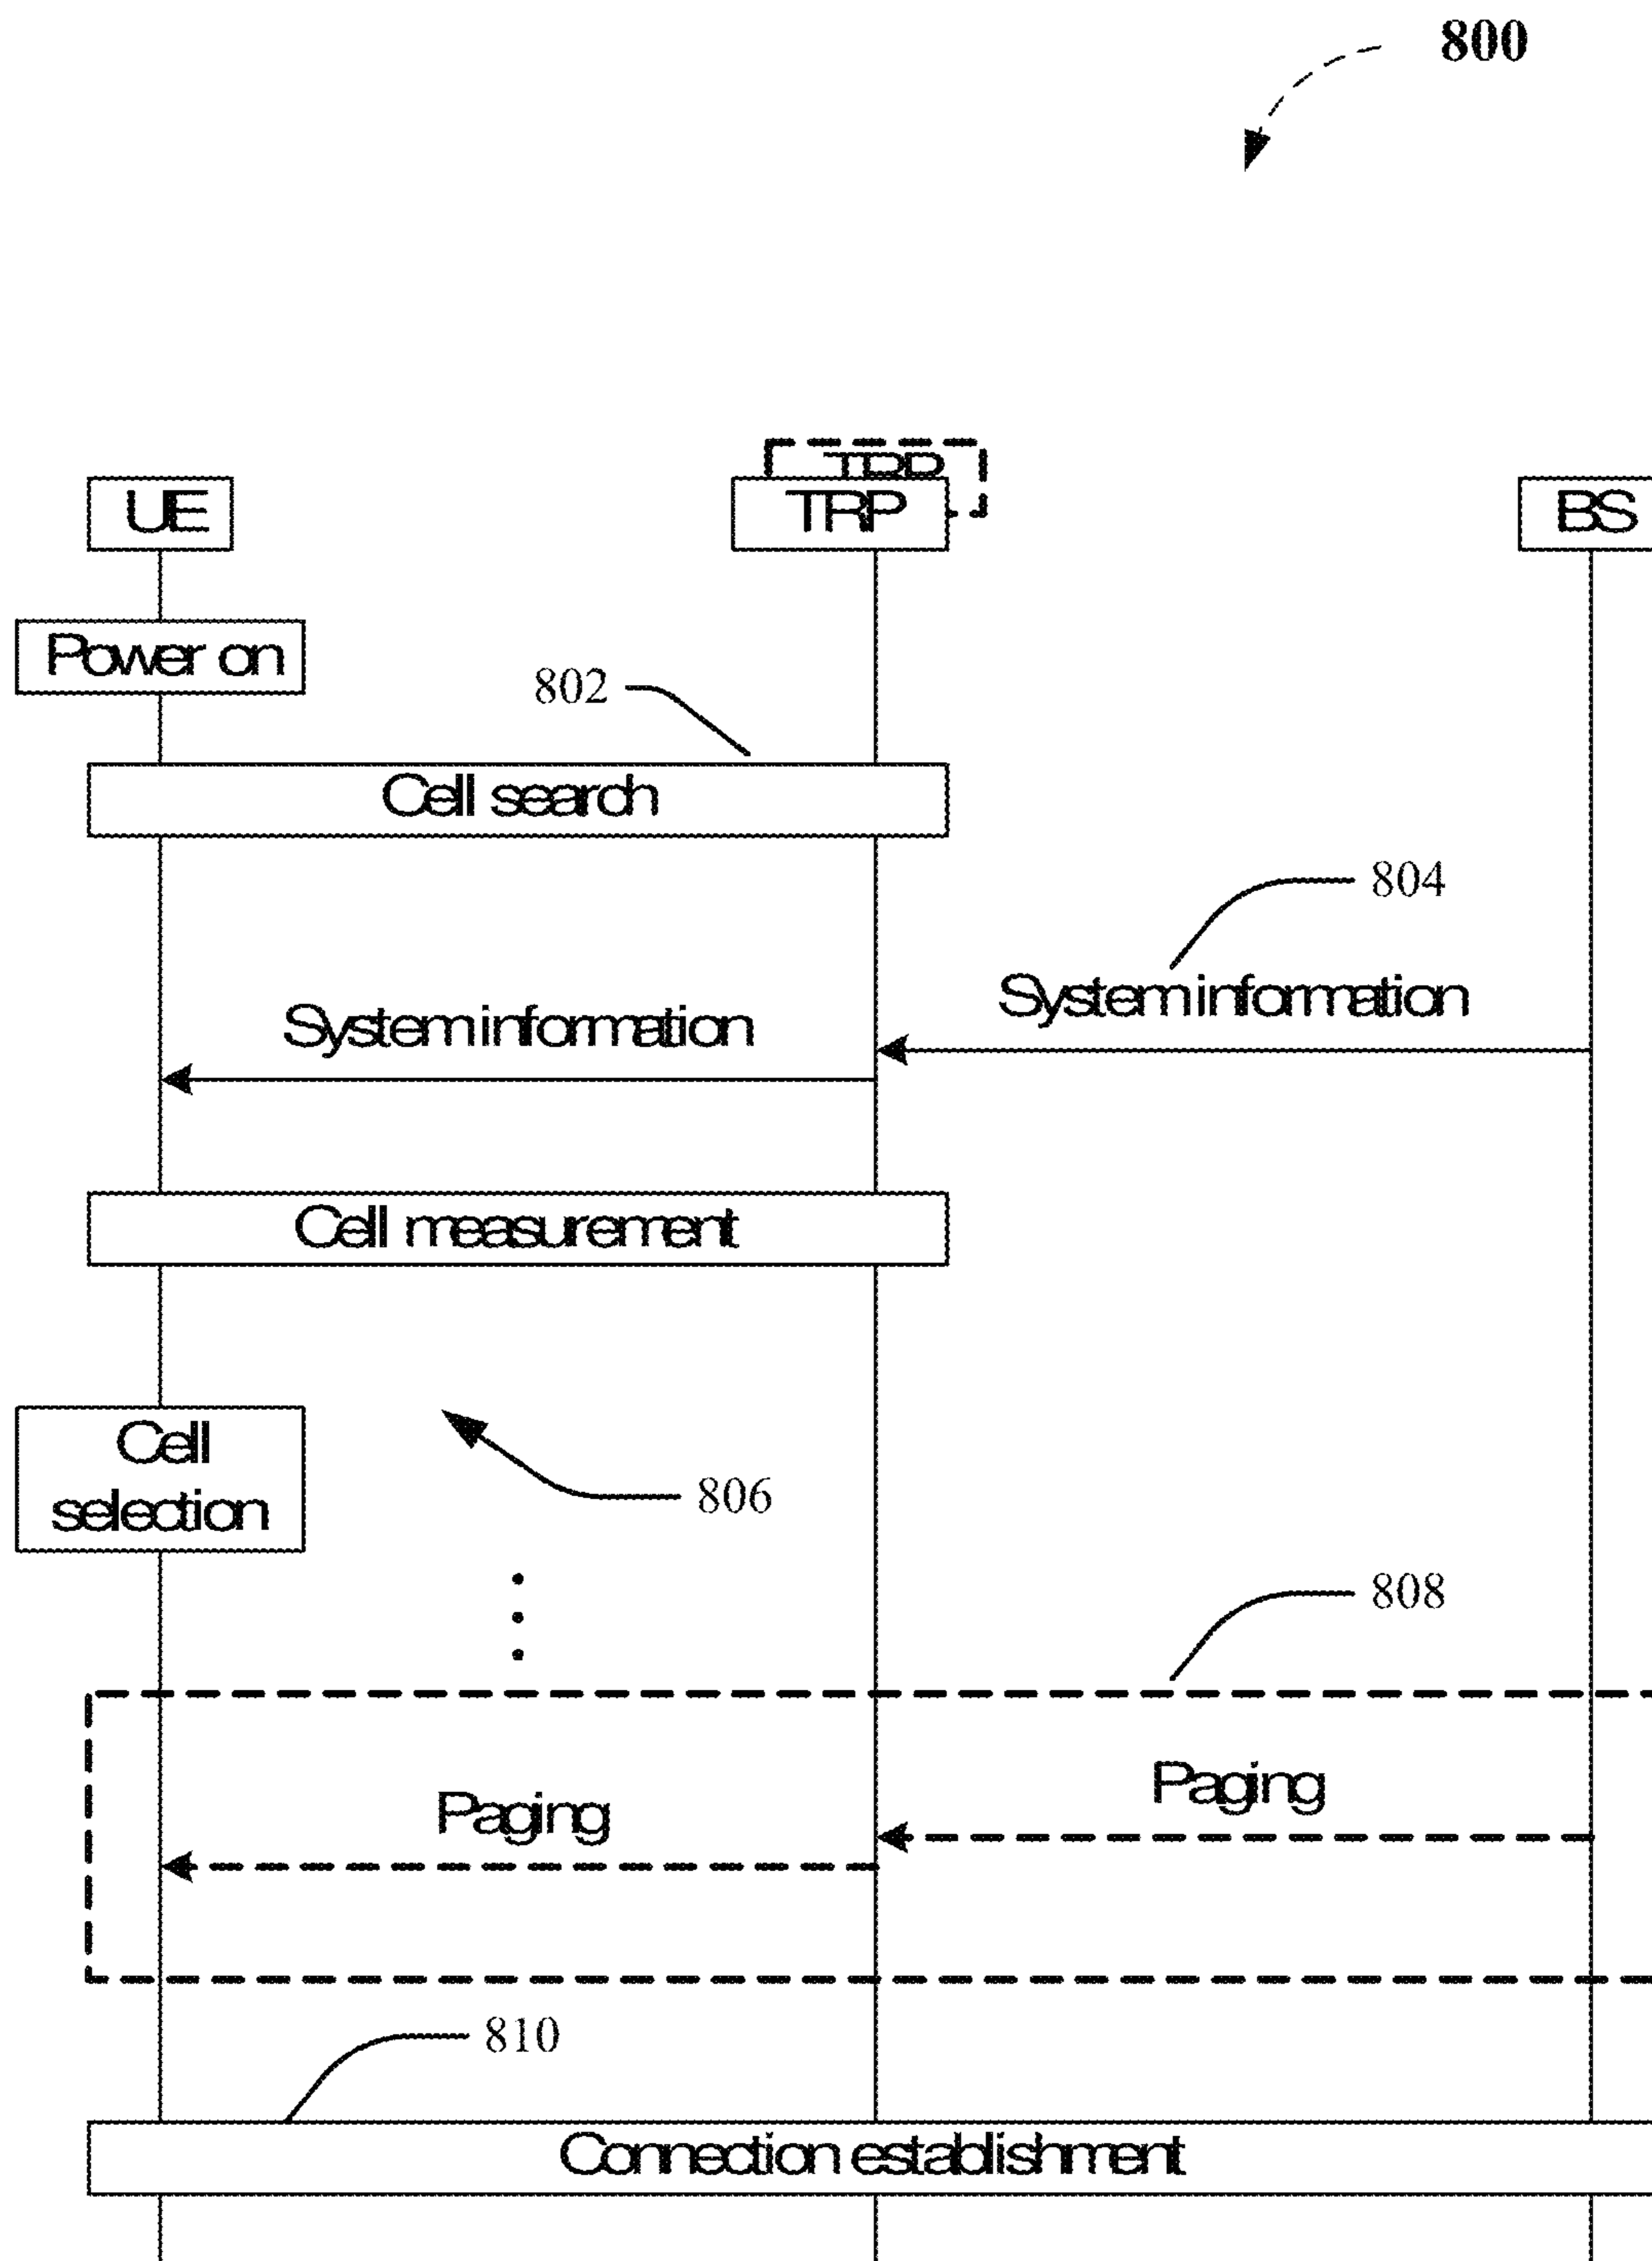 800
TRP
UE
TRP
BS
Power on
802
Cell search
804
System information
System information
Cell measurement
Cell
selection
806
808
Paging
Paging
810
Connection establishment